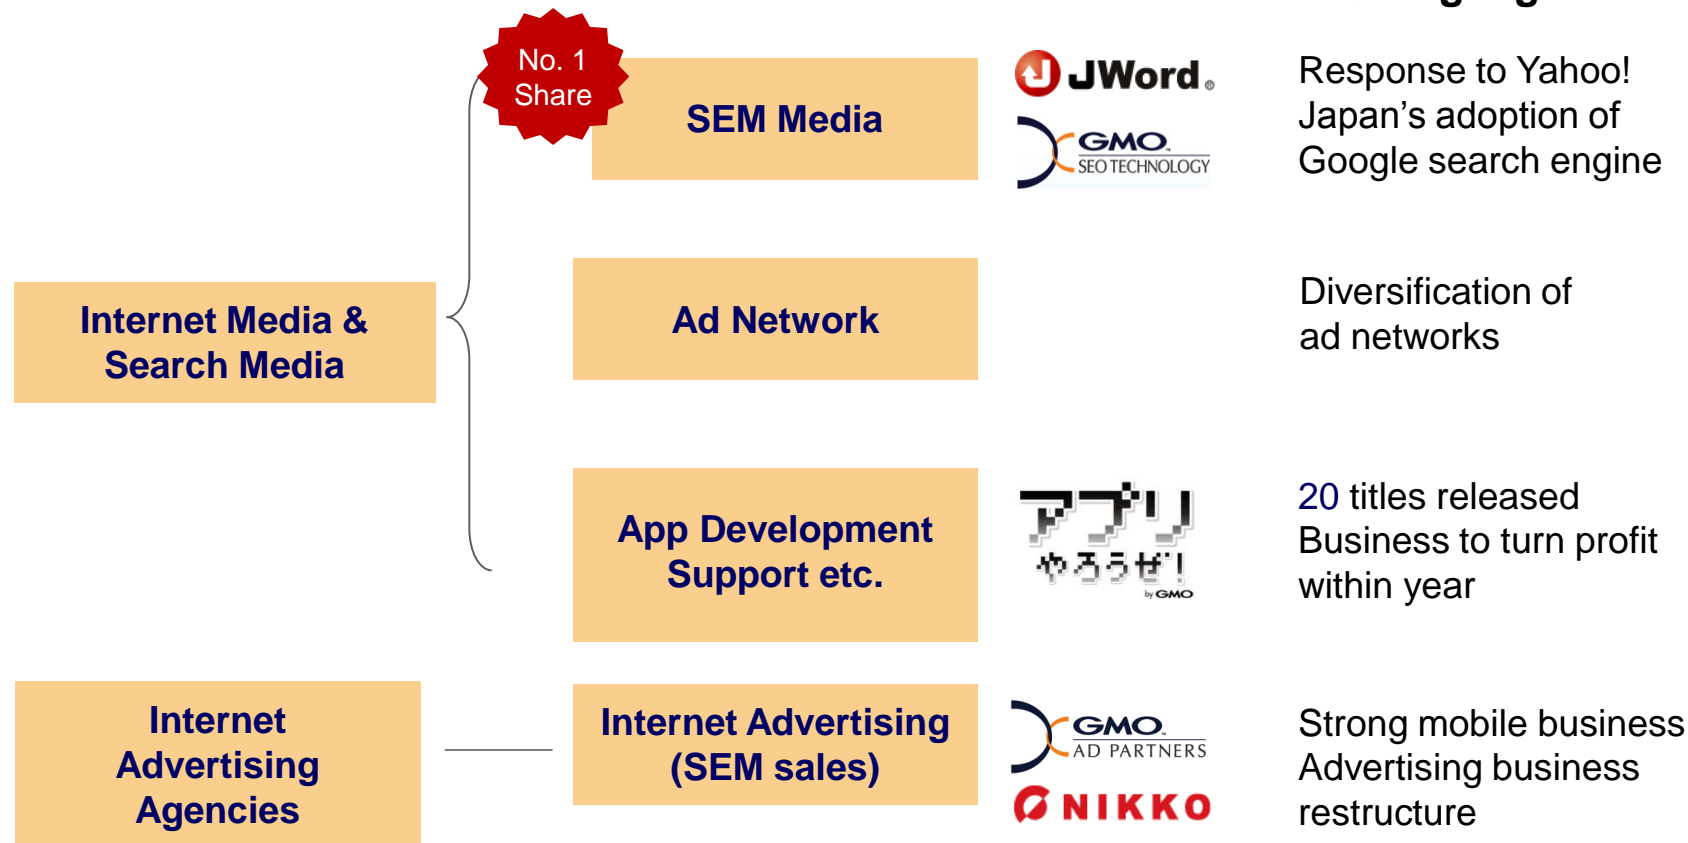 No. 1
Share
SEM Media
JWord®
GMO
SEO TECHNOLOGY
Response to Yahoo!
Japan's adoption of
Google search engine
Internet Media &
Search Media
Ad Network
Diversification of
ad networks
App Development
Support etc.
アプリ
やろうぜ!
by GMO
20 titles released
Business to turn profit
within year
Internet
Advertising
Agencies
Internet Advertising
(SEM sales)
GMO
AD PARTNERS
NIKKO
Strong mobile business
Advertising business
restructure